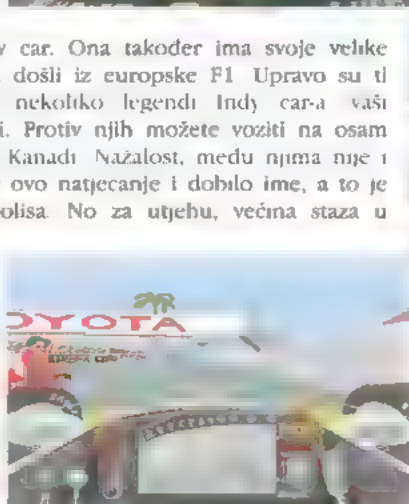 car. Ona također ima svoje velike
došli iz europske F1 Upravo su ti
nekoliko legendi Indy car-a vaši
Protiv njih možete voziti na osam
Kanadi Nažalost, među njima nije i
ovo natjecanje i dobilo ime, a to je
No za utjehu, većina staza u
OYOTA